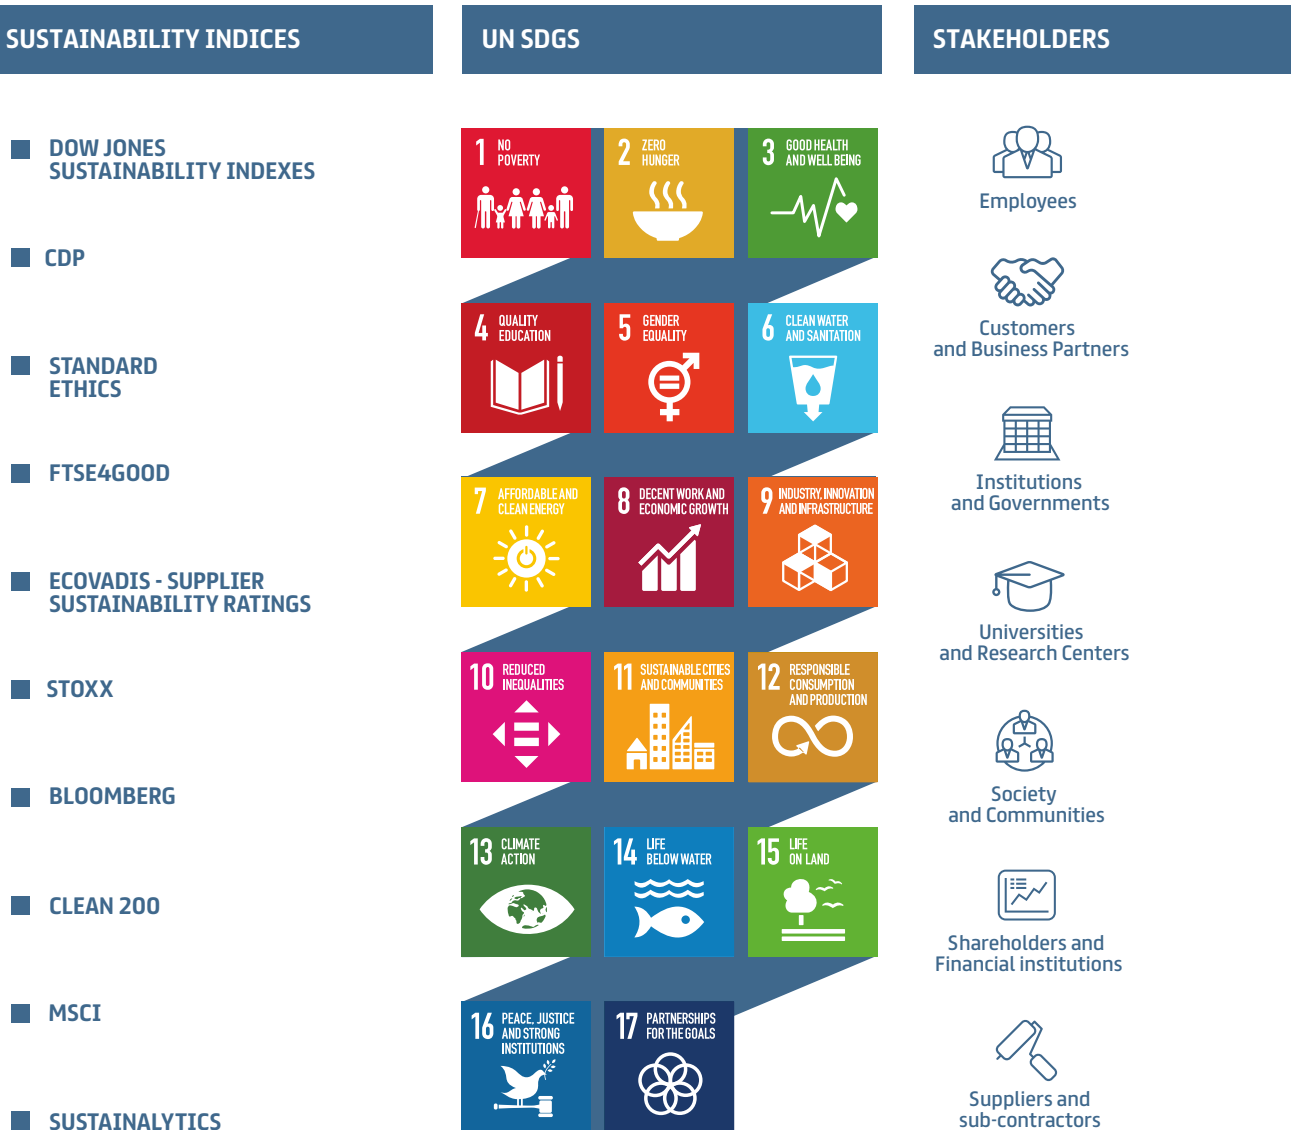 SUSTAINABILITY INDICES
DOW JONES
SUSTAINABILITY INDEXES
CDP
STANDARD
ETHICS
FTSE4GOOD
ECOVADIS - SUPPLIER
SUSTAINABILITY RATINGS
STOXX
BLOOMBERG
CLEAN 200
MSCI
SUSTAINALYTICS
UN SDGS
1 NO
POVERTY
2 ZERO
HUNGER
3 GOOD HEALTH
AND WELL BEING
4 QUALITY
EDUCATION
5 GENDER
EQUALITY
6 CLEAN WATER
AND SANITATION
7 AFFORDABLE AND
CLEAN ENERGY
8 DECENT WORK AND
ECONOMIC GROWTH
9 INDUSTRY, INNOVATION
AND INFRASTRUCTURE
10 REDUCED
INEQUALITIES
11 SUSTAINABLE CITIES
AND COMMUNITIES
12 RESPONSIBLE
CONSUMPTION
AND PRODUCTION
13 CLIMATE
ACTION
14 LIFE
BELOW WATER
15 LIFE
ON LAND
16 PEACE, JUSTICE
AND STRONG
INSTITUTIONS
17 PARTNERSHIPS
FOR THE GOALS
STAKEHOLDERS
Employees
Customers
and Business Partners
Institutions
and Governments
Universities
and Research Centers
Society
and Communities
Shareholders and
Financial institutions
Suppliers and
sub-contractors